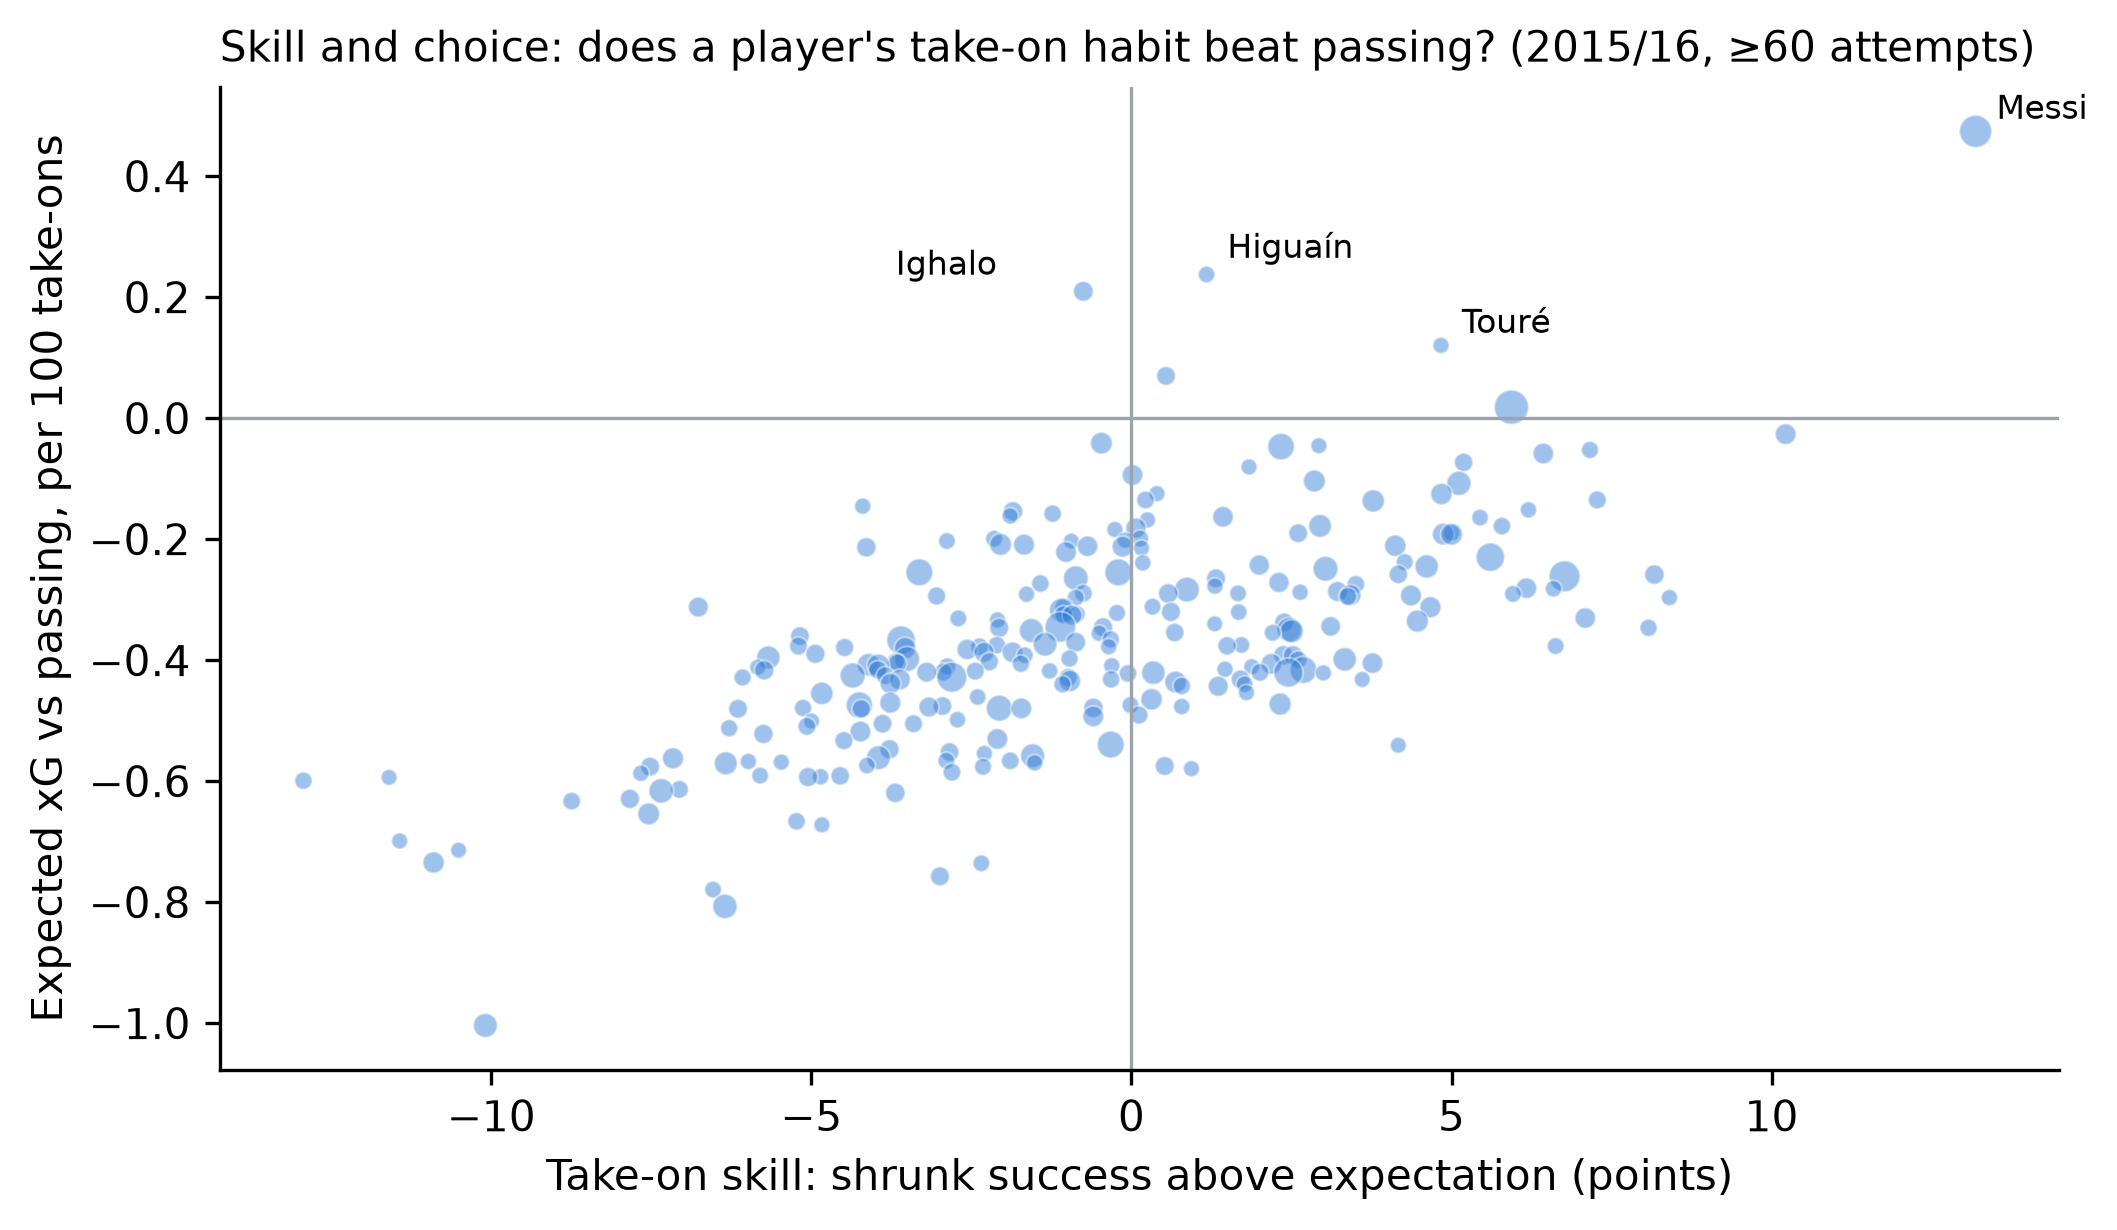 Skill and choice: does a player's take-on habit beat passing? (2015/16, ≥60 attempts)
Messi
Higuaín
Ighalo
Touré
Expected xG vs passing, per 100 take-ons
0.4
0.2
0.0
−0.2
−0.4
−0.6
−0.8
−1.0
−10
−5
0
5
10
Take-on skill: shrunk success above expectation (points)